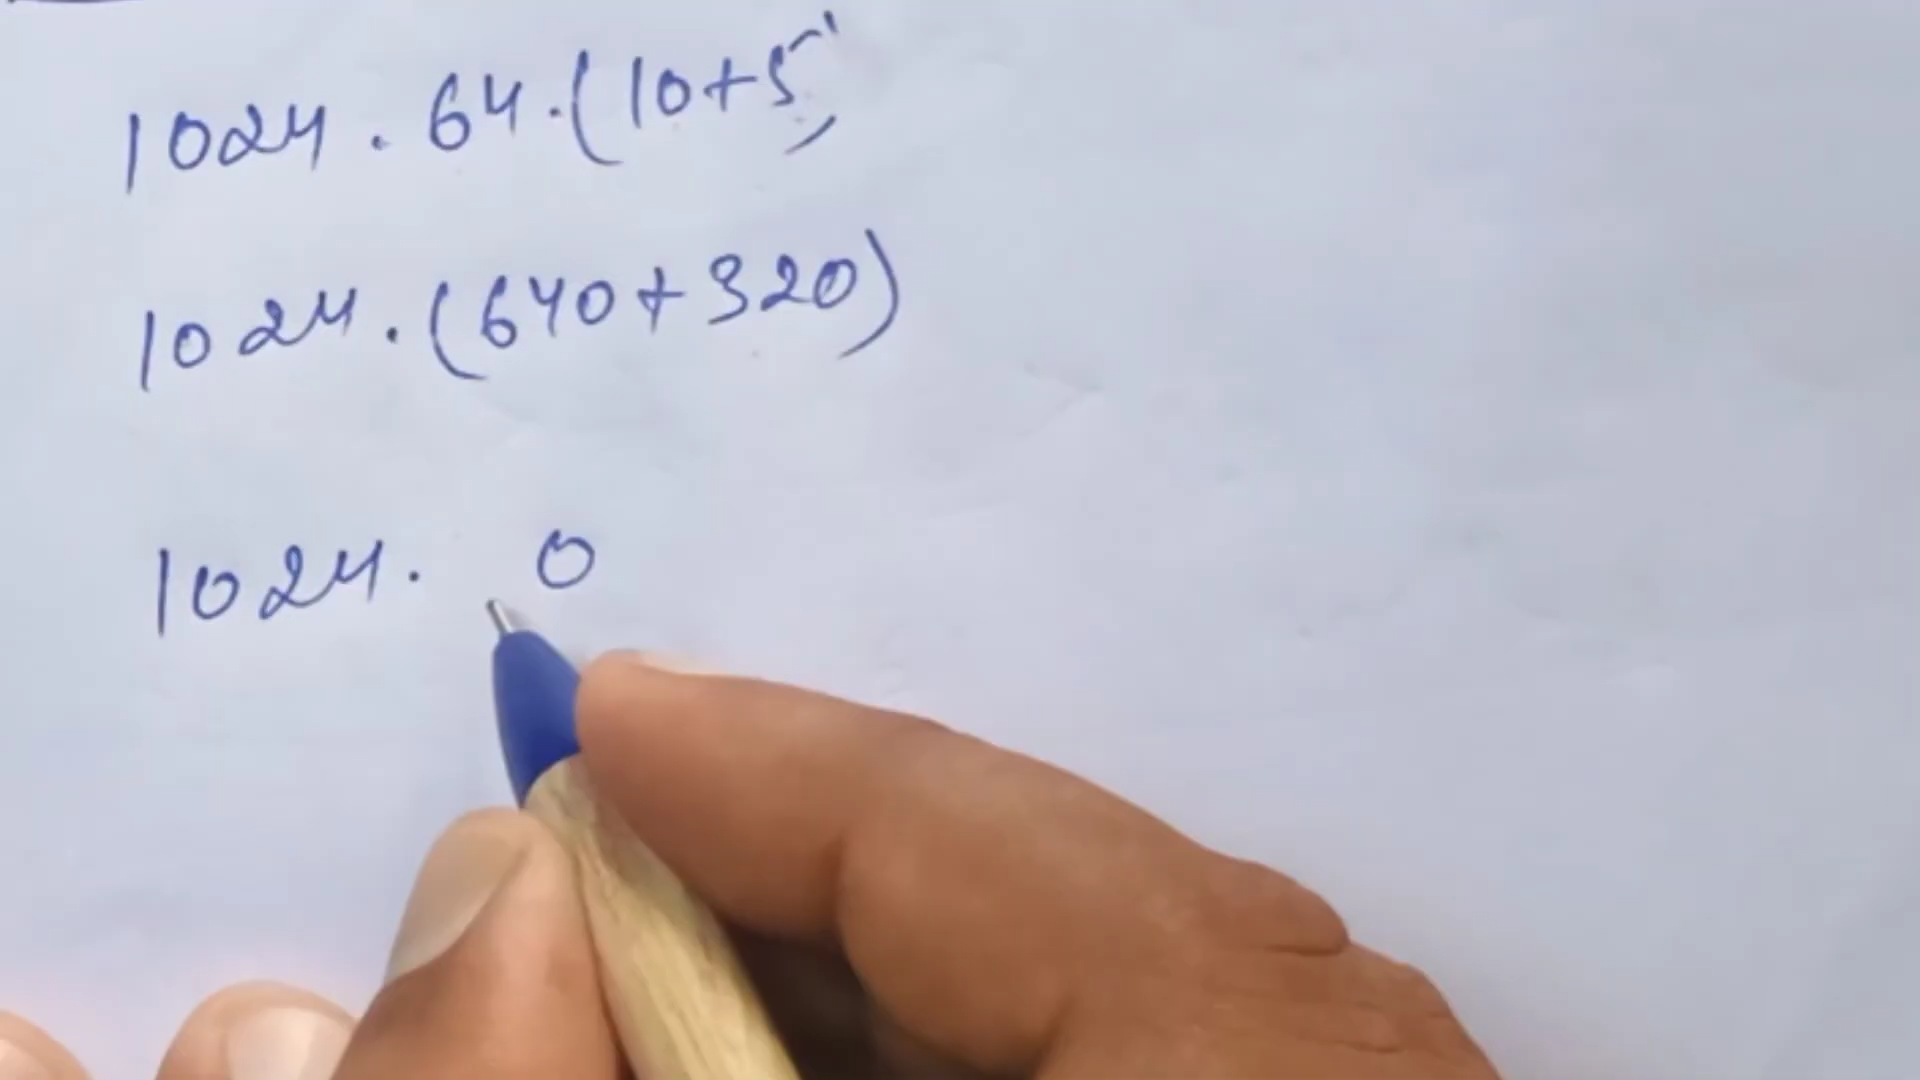 1024 . 64 . (10+5)
1024 . (640+320)
1024 . 0